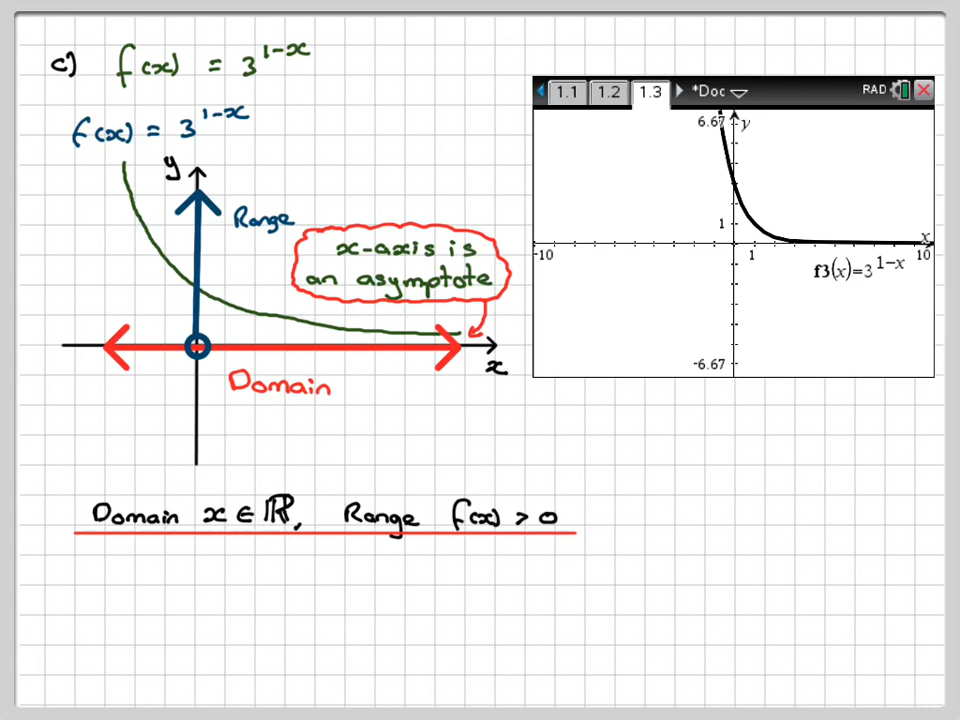 c) f(x) = 3^(1-x)
f(x) = 3^(1-x)
y
Range
x-axis is
an asymptote
x
Domain
Domain x ∈ ℝ, Range f(x) > 0
1.1 1.2 1.3 *Doc RAD
6.67 y
1
x
-10 1 10
f3(x)=3^(1-x)
-6.67